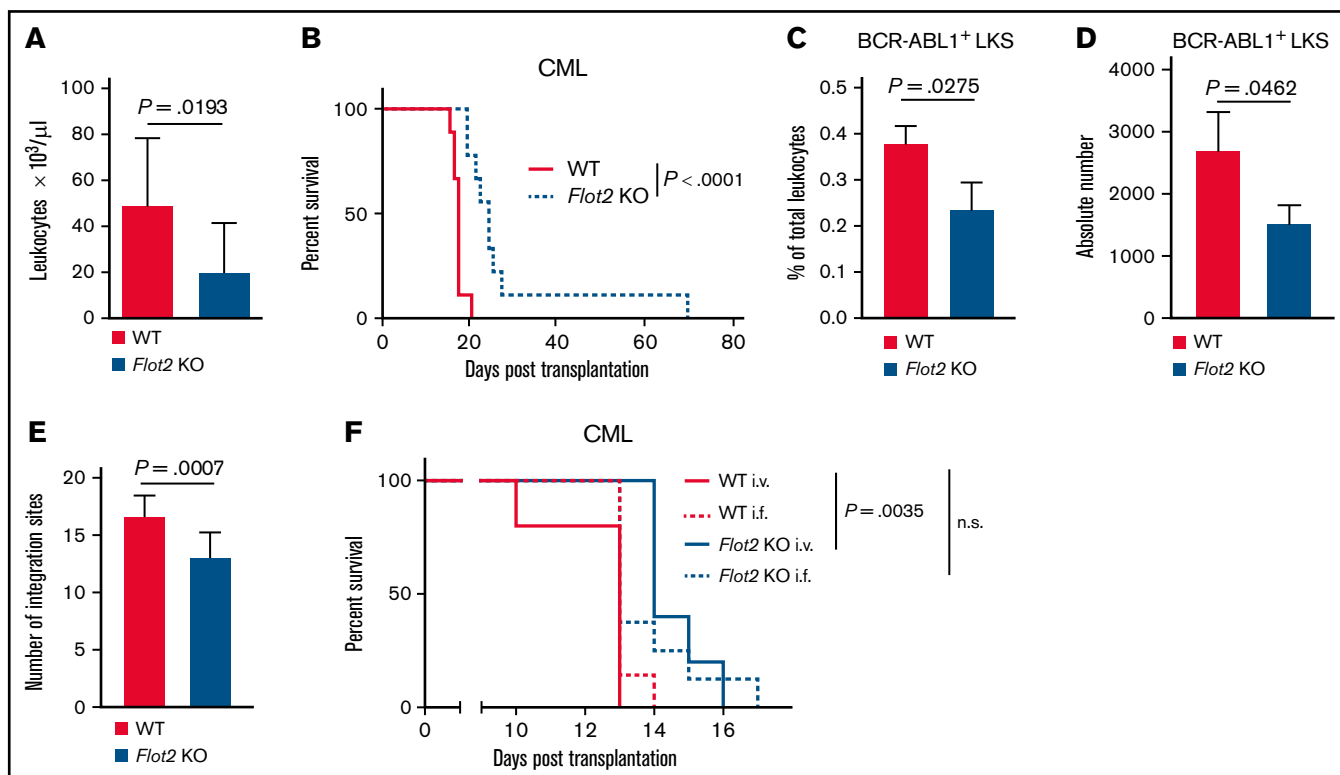 A
Leukocytes × 10³/µl
100
80
60
40
20
0
P = .0193
WT
Flot2 KO
B
CML
Percent survival
100
50
0
WT
Flot2 KO
P < .0001
0 20 40 60 80
Days post transplantation
C
BCR-ABL1⁺ LKS
% of total leukocytes
0.5
0.4
0.3
0.2
0.1
0.0
P = .0275
WT
Flot2 KO
D
BCR-ABL1⁺ LKS
Absolute number
4000
3000
2000
1000
0
P = .0462
WT
Flot2 KO
E
Number of integration sites
20
15
10
5
0
P = .0007
WT
Flot2 KO
F
CML
Percent survival
100
50
0
WT i.v.
WT i.f.
Flot2 KO i.v.
Flot2 KO i.f.
P = .0035
n.s.
0 10 12 14 16
Days post transplantation